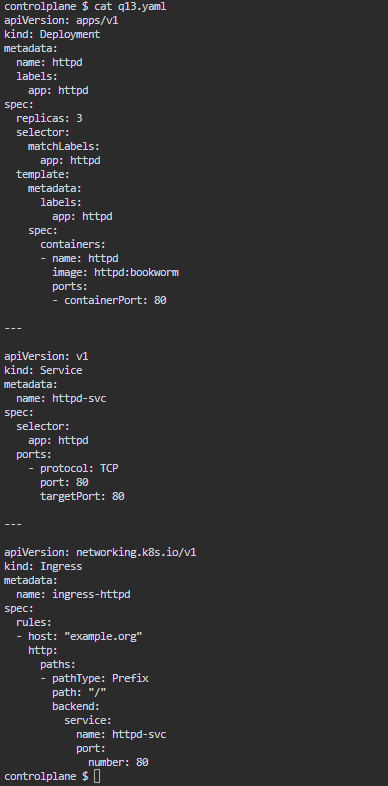 controlplane $ cat q13.yaml
apiVersion: apps/v1
kind: Deployment
metadata:
  name: httpd
  labels:
    app: httpd
spec:
  replicas: 3
  selector:
    matchLabels:
      app: httpd
  template:
    metadata:
      labels:
        app: httpd
    spec:
      containers:
      - name: httpd
        image: httpd:bookworm
        ports:
        - containerPort: 80

---

apiVersion: v1
kind: Service
metadata:
  name: httpd-svc
spec:
  selector:
    app: httpd
  ports:
    - protocol: TCP
      port: 80
      targetPort: 80

---

apiVersion: networking.k8s.io/v1
kind: Ingress
metadata:
  name: ingress-httpd
spec:
  rules:
  - host: "example.org"
    http:
      paths:
      - pathType: Prefix
        path: "/"
        backend:
          service:
            name: httpd-svc
            port:
              number: 80
controlplane $